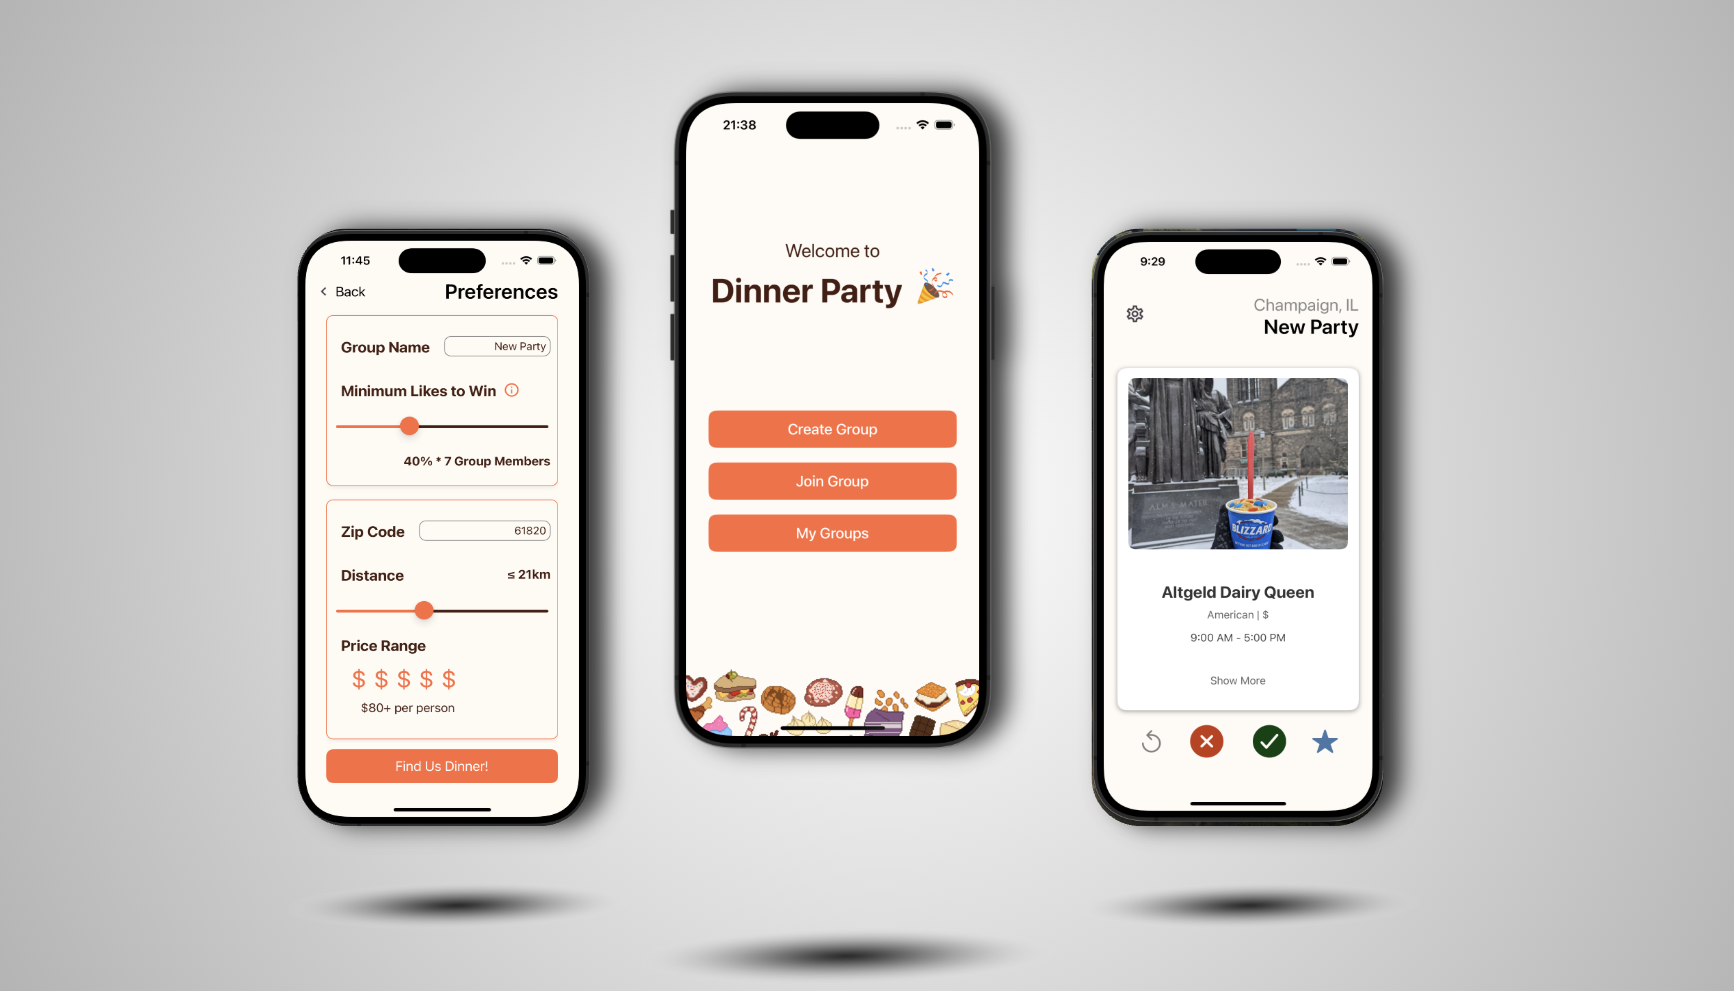 11:45
Back
Preferences
Group Name
New Party
Minimum Likes to Win
40% * 7 Group Members
Zip Code
61820
Distance
≤ 21km
Price Range
$ $ $ $ $
$80+ per person
Find Us Dinner!
21:38
Welcome to
Dinner Party
Create Group
Join Group
My Groups
9:29
Champaign, IL
New Party
ALMA MATER
BLIZZARD
Altgeld Dairy Queen
American | $
9:00 AM - 5:00 PM
Show More